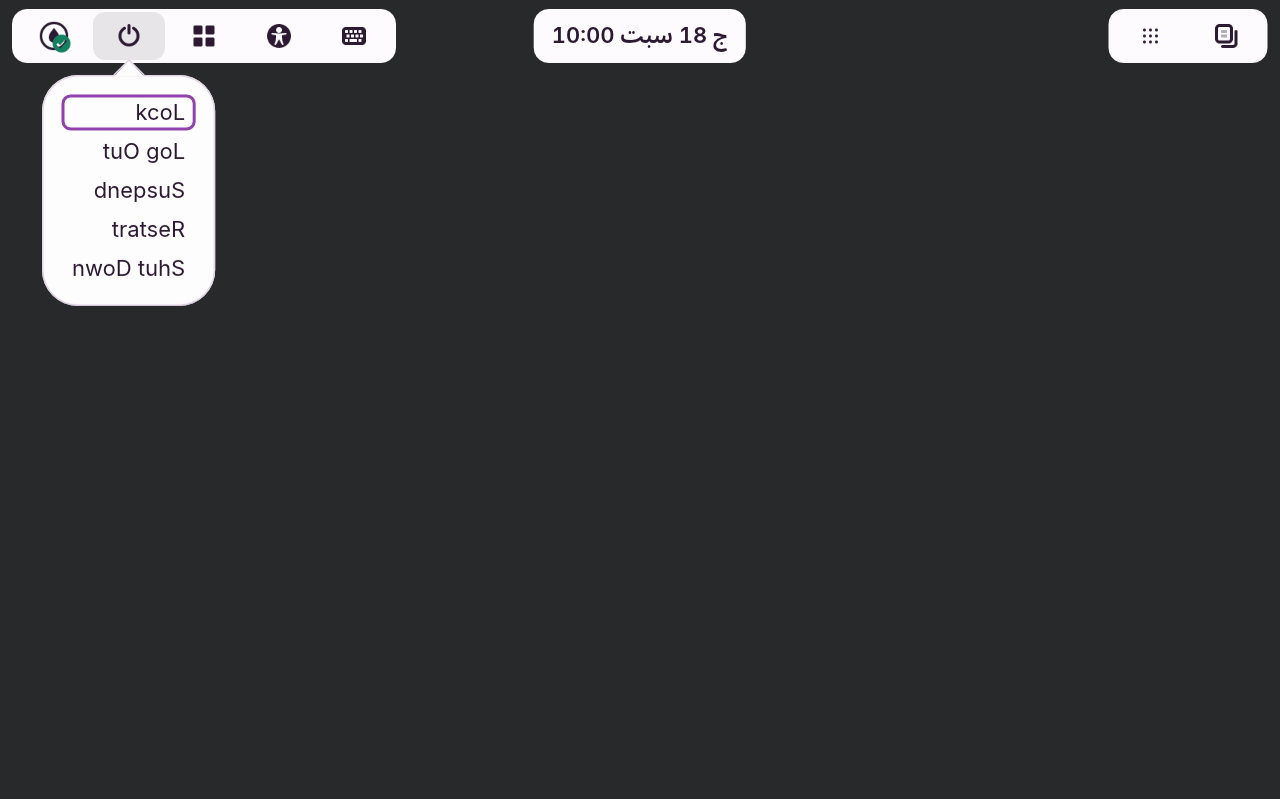 ج 18 سبت 10:00
kcoL
tuO goL
dnepsuS
tratseR
nwoD tuhS